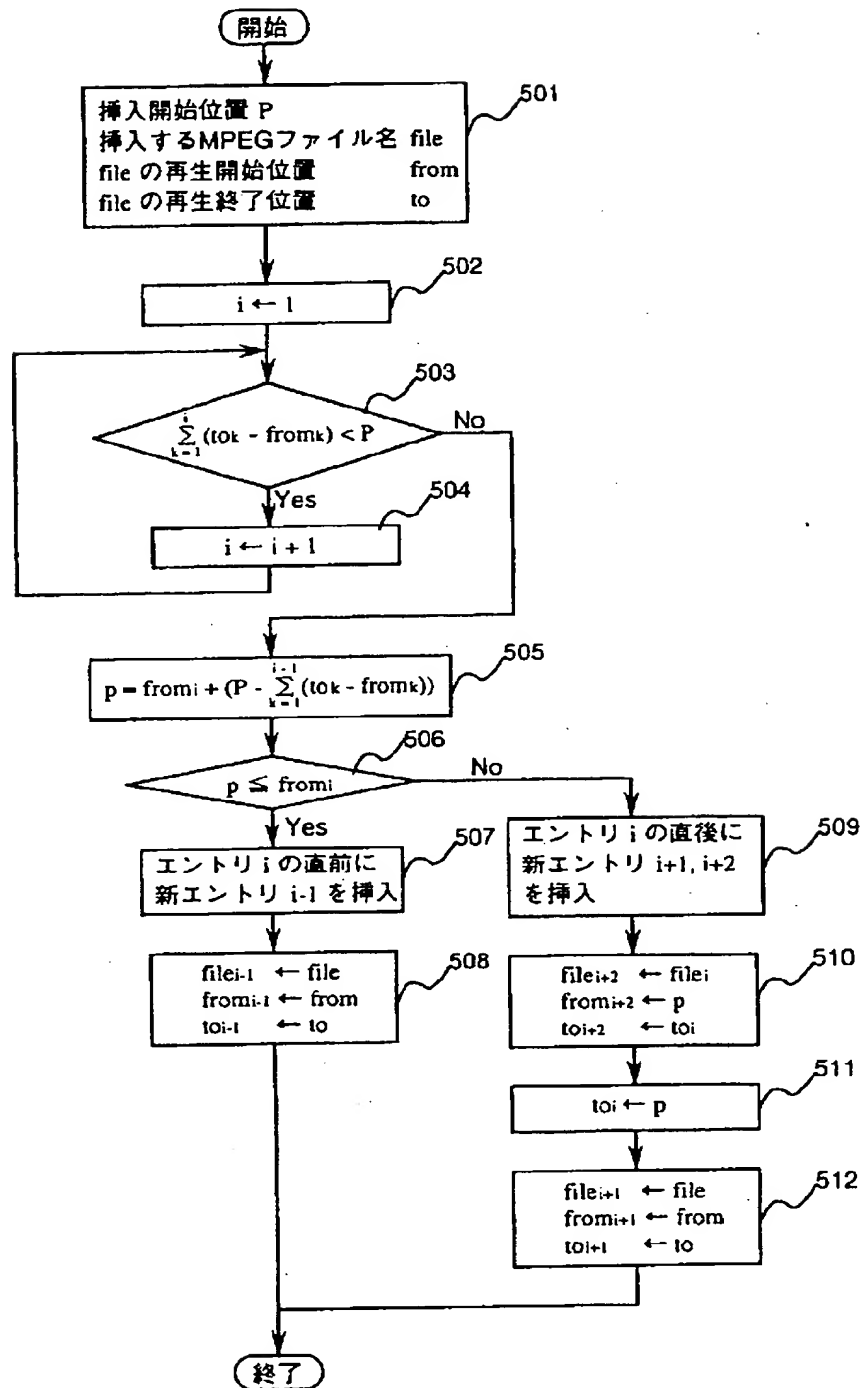 開始
501
挿入開始位置 P
挿入するMPEGファイル名 file
file の再生開始位置 from
file の再生終了位置 to
502
i ← 1
503
i
Σ (tok - fromk) < P
k=1
No
Yes
504
i ← i + 1
505
i-1
p = fromi + (P - Σ (tok - fromk))
k=1
506
p ≦ fromi
No
Yes
507
エントリ i の直前に
新エントリ i-1 を挿入
509
エントリ i の直後に
新エントリ i+1, i+2
を挿入
508
filei-1 ← file
fromi-1 ← from
toi-1 ← to
510
filei+2 ← filei
fromi+2 ← p
toi+2 ← toi
511
toi ← p
512
filei+1 ← file
fromi+1 ← from
toi+1 ← to
終了